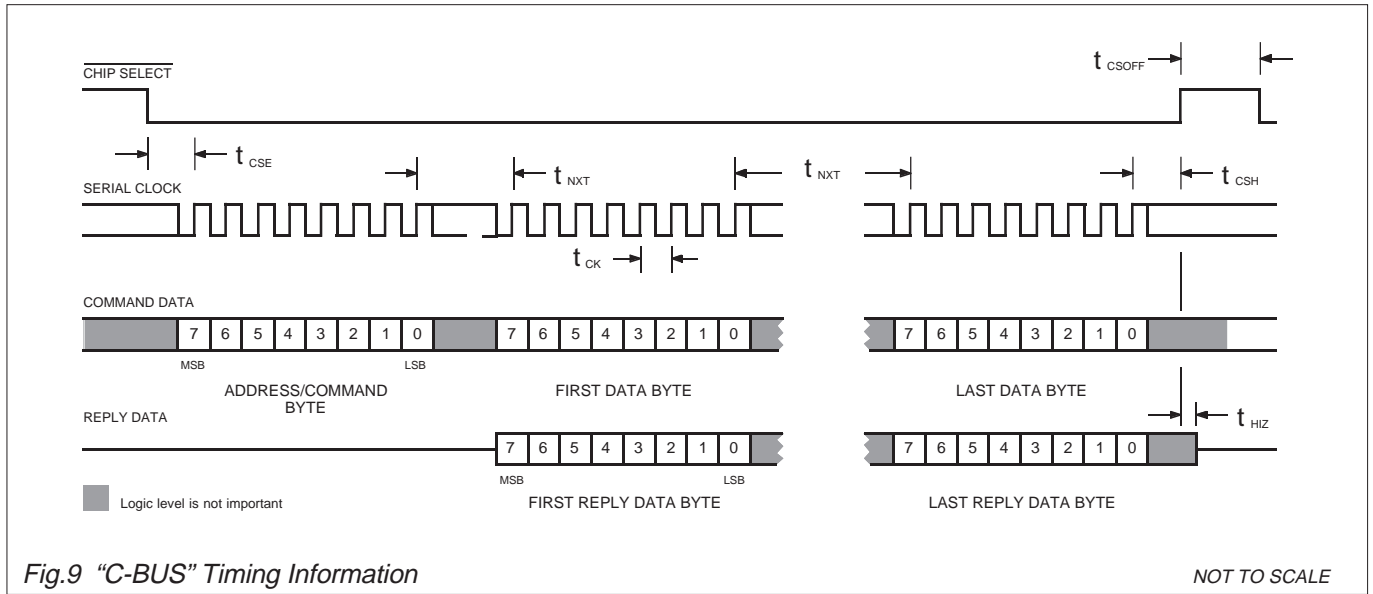 t CSOFF
CHIP SELECT
t CSE
t NXT
t NXT
t CSH
SERIAL CLOCK
t CK
COMMAND DATA
7 6 5 4 3 2 1 0 7 6 5 4 3 2 1 0 7 6 5 4 3 2 1 0
MSB LSB
ADDRESS/COMMAND
BYTE
FIRST DATA BYTE
LAST DATA BYTE
REPLY DATA
t HIZ
7 6 5 4 3 2 1 0 7 6 5 4 3 2 1 0
MSB LSB
Logic level is not important
FIRST REPLY DATA BYTE
LAST REPLY DATA BYTE
Fig.9 "C-BUS" Timing Information
NOT TO SCALE